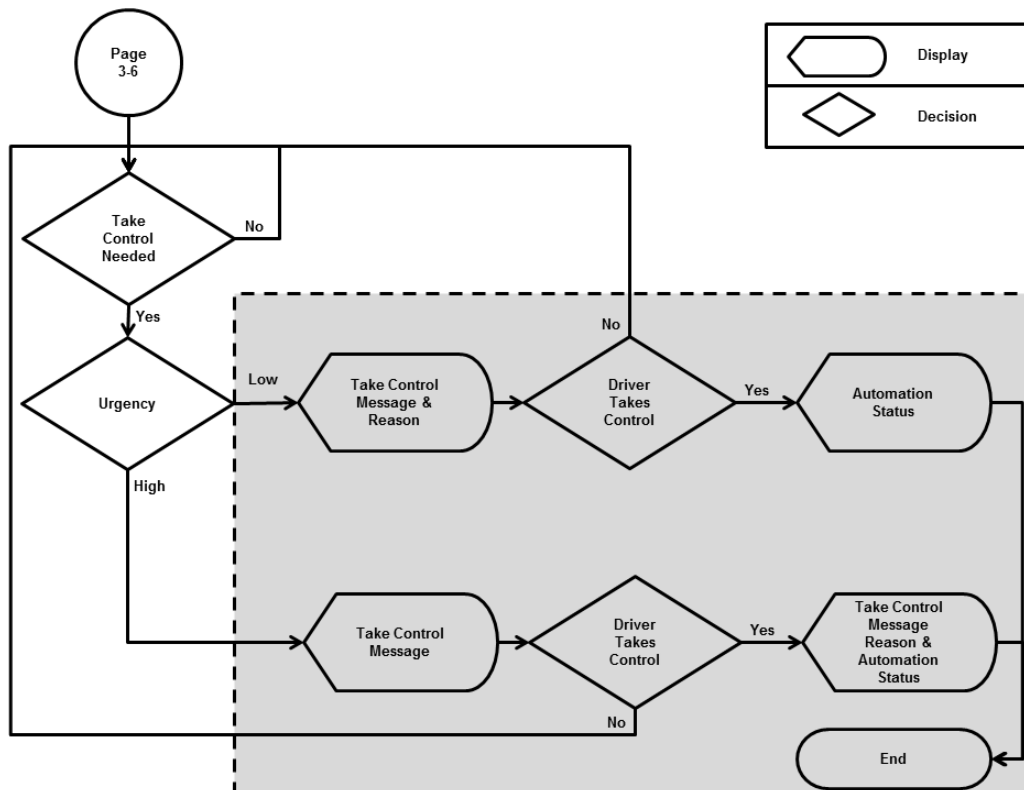 Page
3-6
Display
Decision
Take
Control
Needed
No
Yes
Urgency
Low
Take Control
Message &
Reason
No
Driver
Takes
Control
Yes
Automation
Status
High
Take Control
Message
Driver
Takes
Control
Yes
Take Control
Message
Reason &
Automation
Status
No
End